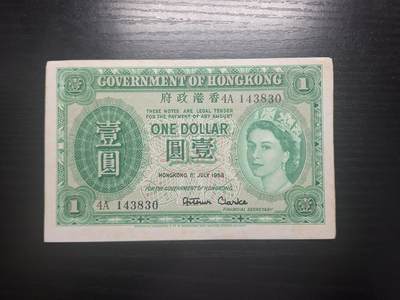 1 GOVERNMENT OF HONGKONG 1
府政港香 4A 143830
THESE NOTES ARE LEGAL TENDER
FOR THE PAYMENT OF ANY AMOUNT
ONE DOLLAR
壹圓
圓壹
HONGKONG 1ST JULY 1958
FOR THE GOVERNMENT OF HONGKONG.
4A 143830
Arthur Clarke
FINANCIAL SECRETARY
1 1